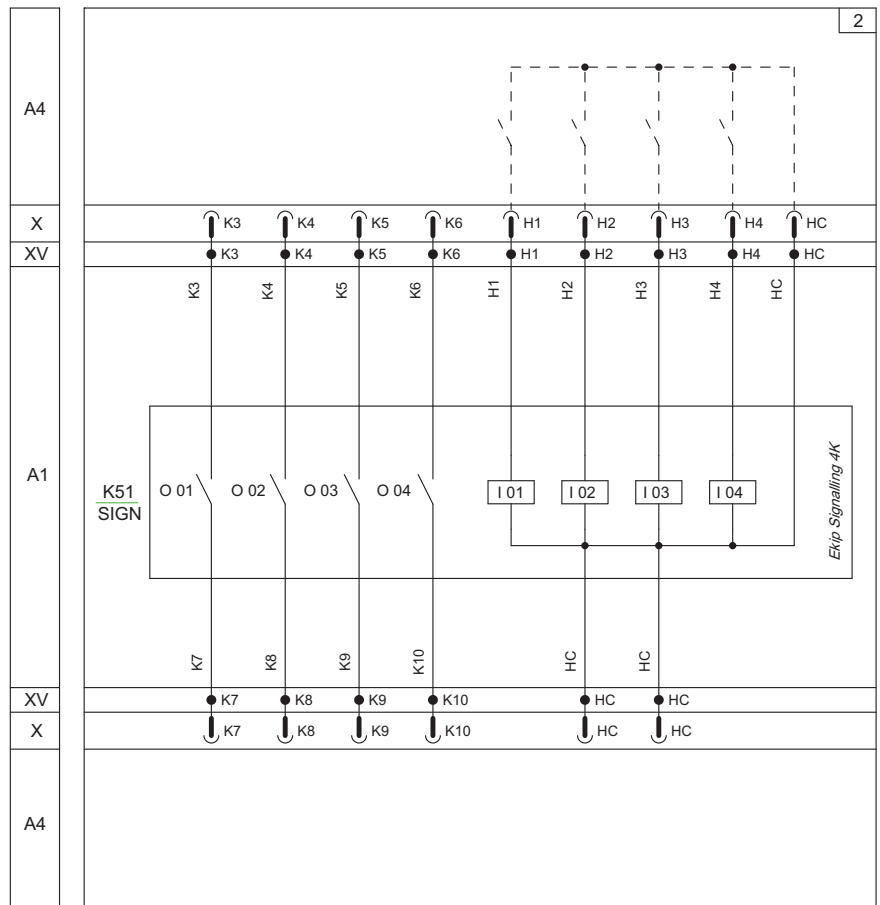 2
A4
X K3 K4 K5 K6 H1 H2 H3 H4 HC
XV K3 K4 K5 K6 H1 H2 H3 H4 HC
K3 K4 K5 K6 H1 H2 H3 H4 HC
A1
K51
SIGN
O 01 O 02 O 03 O 04 I 01 I 02 I 03 I 04
Ekip Signalling 4K
K7 K8 K9 K10 HC HC
XV K7 K8 K9 K10 HC HC
X K7 K8 K9 K10 HC HC
A4